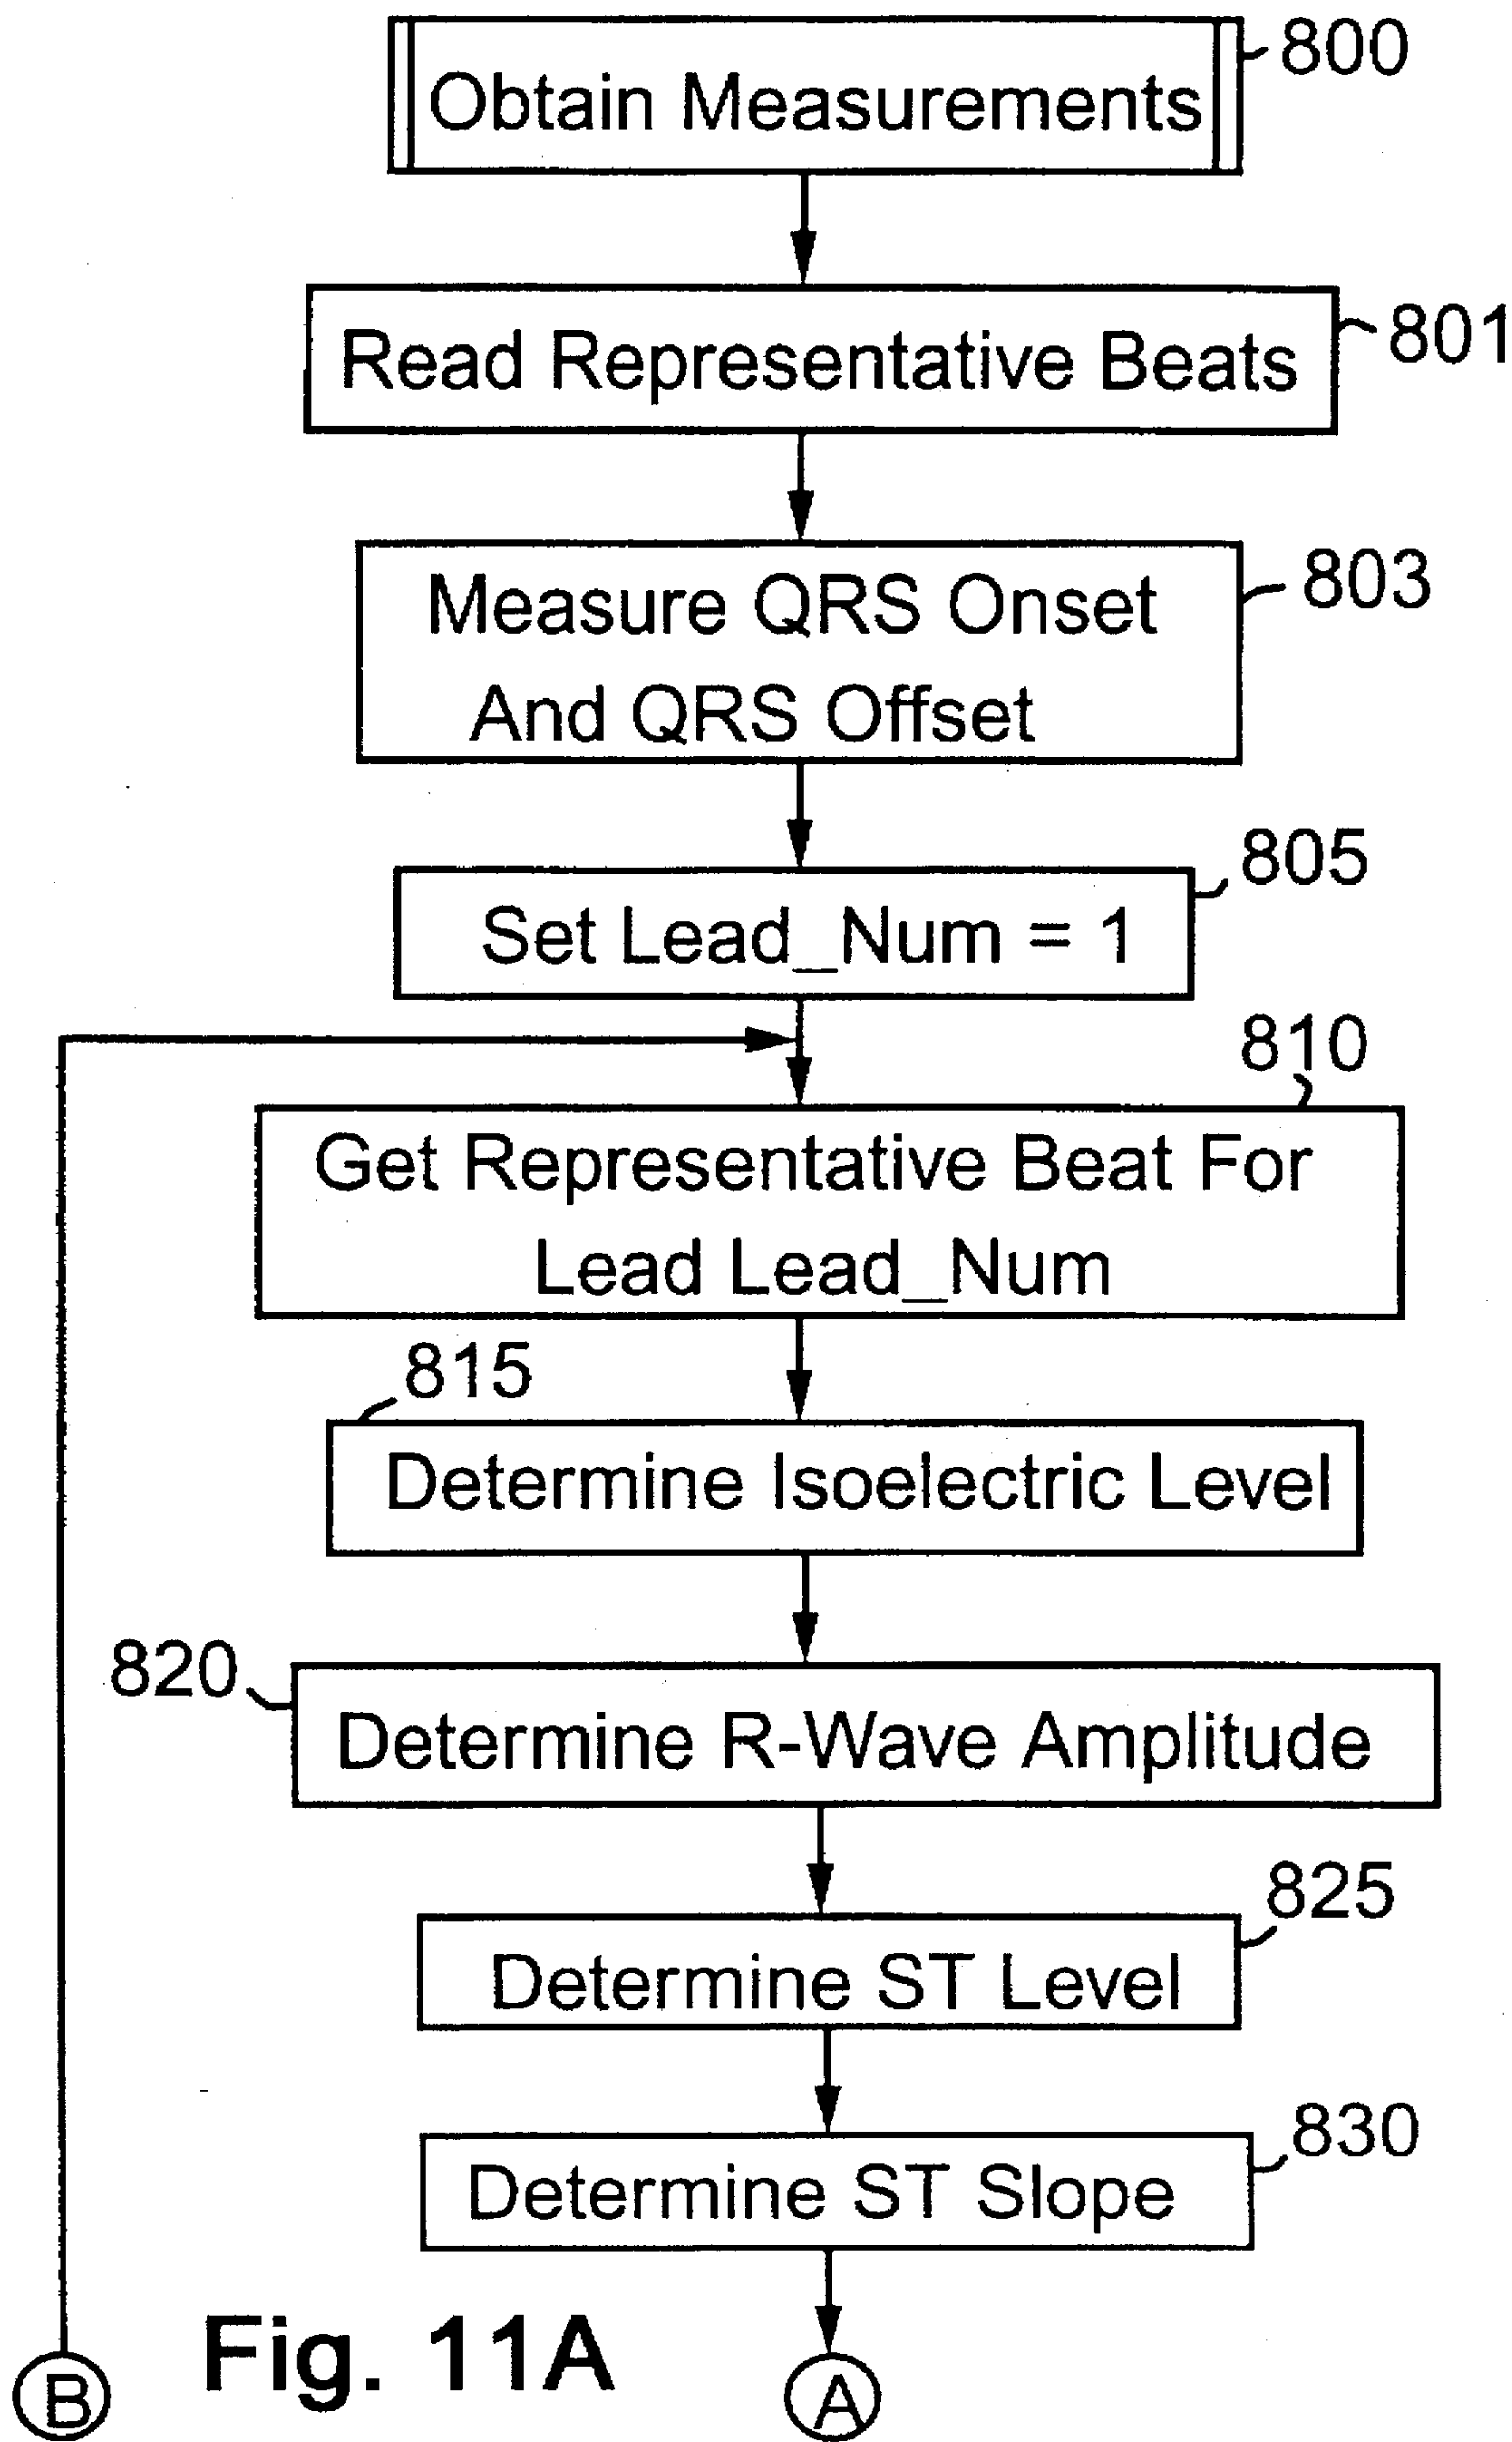 800
Obtain Measurements
801
Read Representative Beats
803
Measure QRS Onset
And QRS Offset
805
Set Lead_Num = 1
810
Get Representative Beat For
Lead Lead_Num
815
Determine Isoelectric Level
820
Determine R-Wave Amplitude
825
Determine ST Level
830
Determine ST Slope
B
Fig. 11A
A